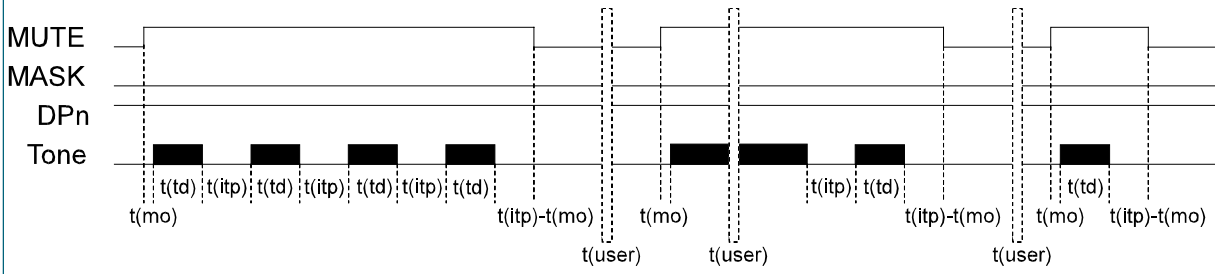 MUTE
MASK
DPn
Tone
t(td) t(itp) t(td) t(itp) t(td) t(itp) t(td) t(itp) t(td) t(td)
t(mo) t(itp)-t(mo) t(mo) t(itp)-t(mo) t(mo) t(itp)-t(mo)
t(user) t(user) t(user)